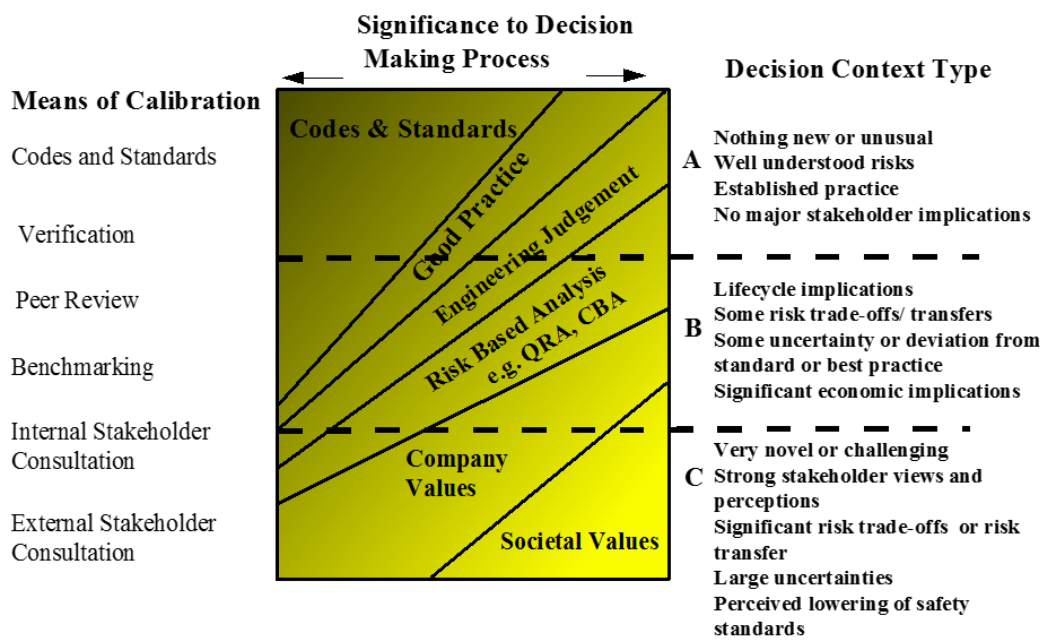 Significance to Decision
Making Process
Means of Calibration
Codes and Standards
Verification
Peer Review
Benchmarking
Internal Stakeholder
Consultation
External Stakeholder
Consultation
Codes & Standards
Good Practice
Engineering Judgement
Risk Based Analysis
e.g. QRA, CBA
Company
Values
Societal Values
Decision Context Type
A
Nothing new or unusual
Well understood risks
Established practice
No major stakeholder implications
B
Lifecycle implications
Some risk trade-offs/ transfers
Some uncertainty or deviation from
standard or best practice
Significant economic implications
C
Very novel or challenging
Strong stakeholder views and
perceptions
Significant risk trade-offs or risk
transfer
Large uncertainties
Perceived lowering of safety
standards